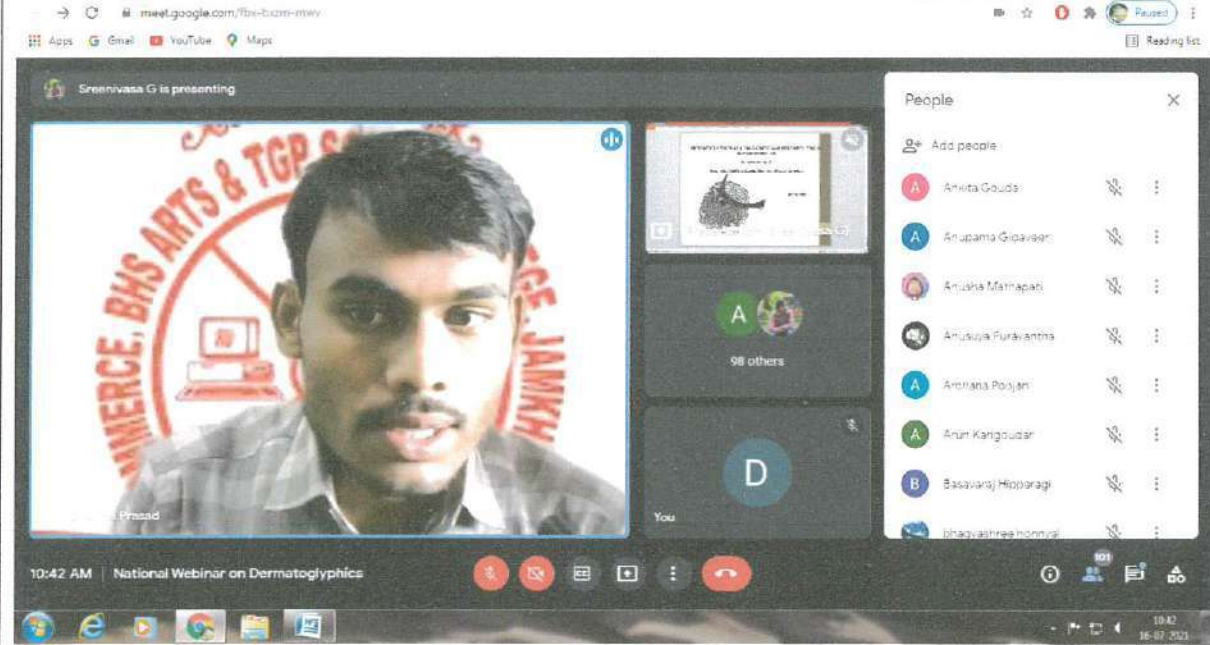 meet.google.com/fbx-bxzm-mwv
Paused
Apps
Gmail
YouTube
Maps
Reading list
Sreenivasa G is presenting
People
Add people
Ankita Gouda
Anupama Gidaveer
Anusha Mathapati
Anusuya Puravantha
Archana Poojari
Arun Kangoudar
Basavaraj Hipparagi
bhagyashree honnyal
MMERCE, BHS ARTS & TGP
GE, JAMKH
Prasad
A
98 others
D
You
10:42 AM | National Webinar on Dermatoglyphics
101
10:42
16-07-2021